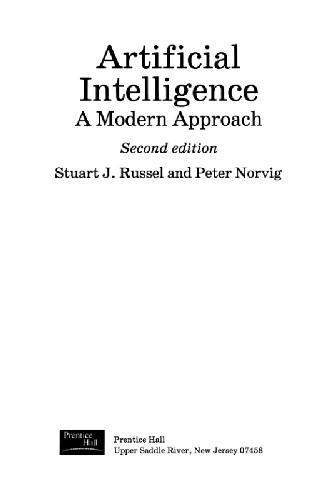 Artificial
Intelligence
A Modern Approach
Second edition
Stuart J. Russel and Peter Norvig
Prentice
Hall
Prentice Hall
Upper Saddle River, New Jersey 07458